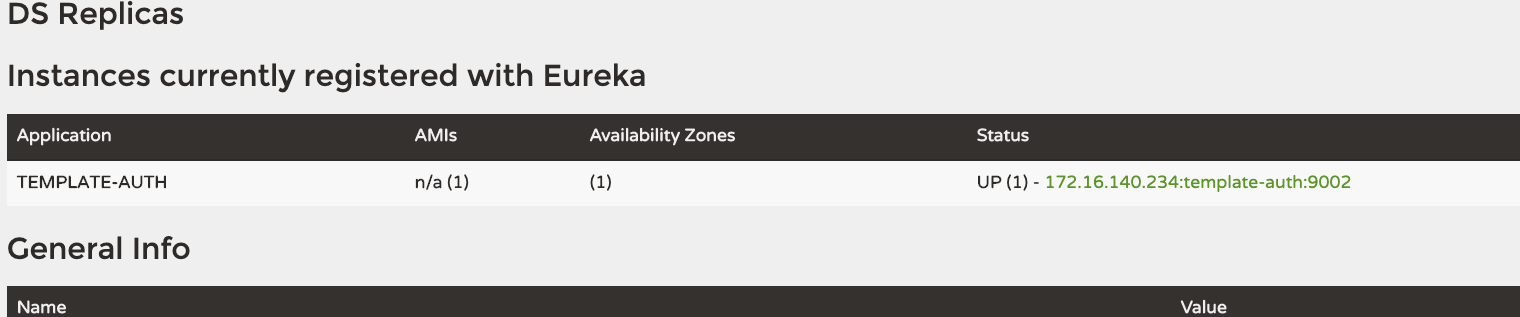 DS Replicas
Instances currently registered with Eureka
Application AMIs Availability Zones Status
TEMPLATE-AUTH n/a (1) (1) UP (1) - 172.16.140.234:template-auth:9002
General Info
Name Value